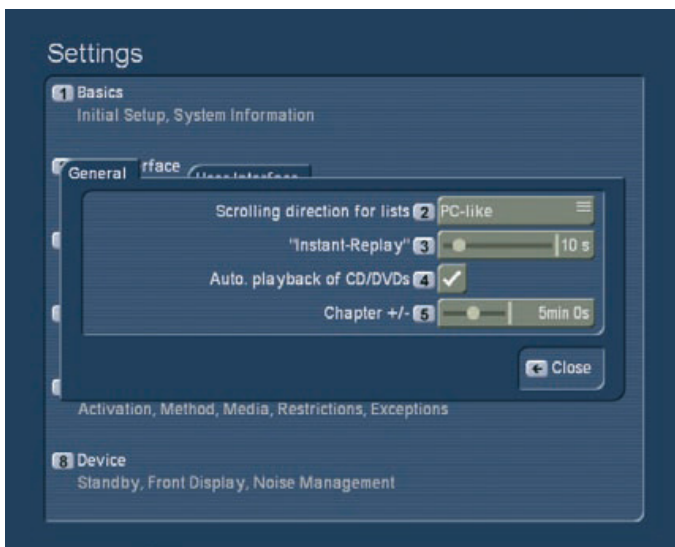 Settings
1 Basics
Initial Setup, System Information
rface
General
Scrolling direction for lists 2 PC-like
"Instant-Replay" 3 10 s
Auto. playback of CD/DVDs 4
Chapter +/- 5 5min 0s
Close
Activation, Method, Media, Restrictions, Exceptions
8 Device
Standby, Front Display, Noise Management